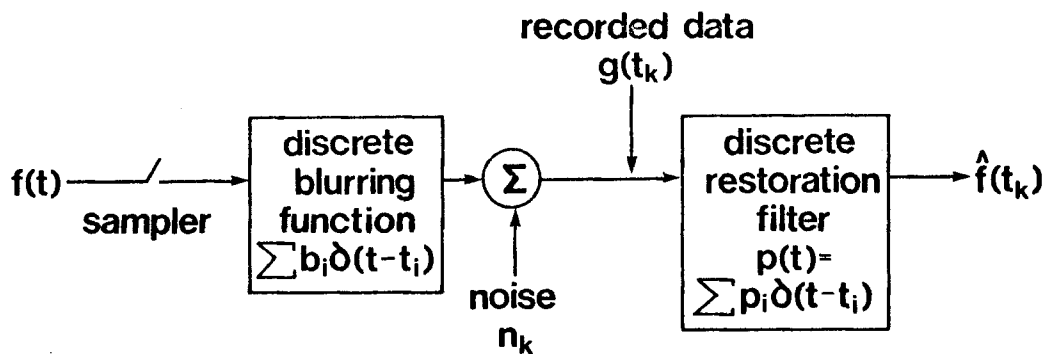 recorded data
g(tₖ)
f(t)
sampler
discrete
blurring
function
∑bᵢδ(t-tᵢ)
Σ
noise
nₖ
discrete
restoration
filter
p(t)=
∑pᵢδ(t-tᵢ)
f̂(tₖ)